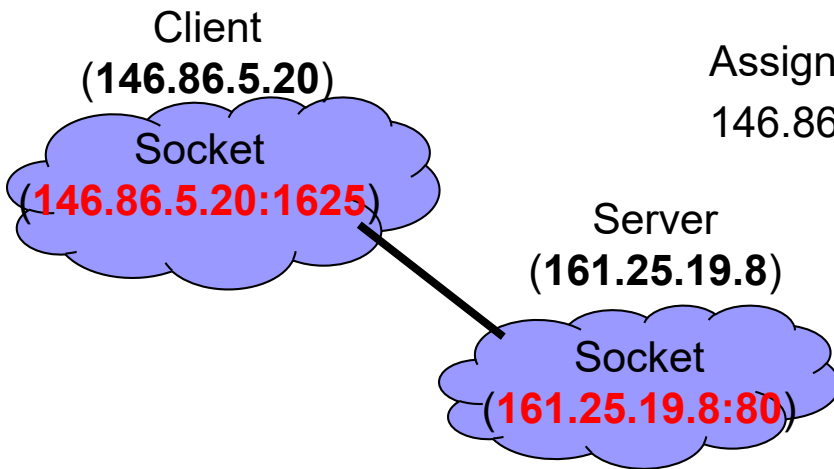 Client
(146.86.5.20)
Socket
(146.86.5.20:1625)
Assign
146.86
Server
(161.25.19.8)
Socket
(161.25.19.8:80)